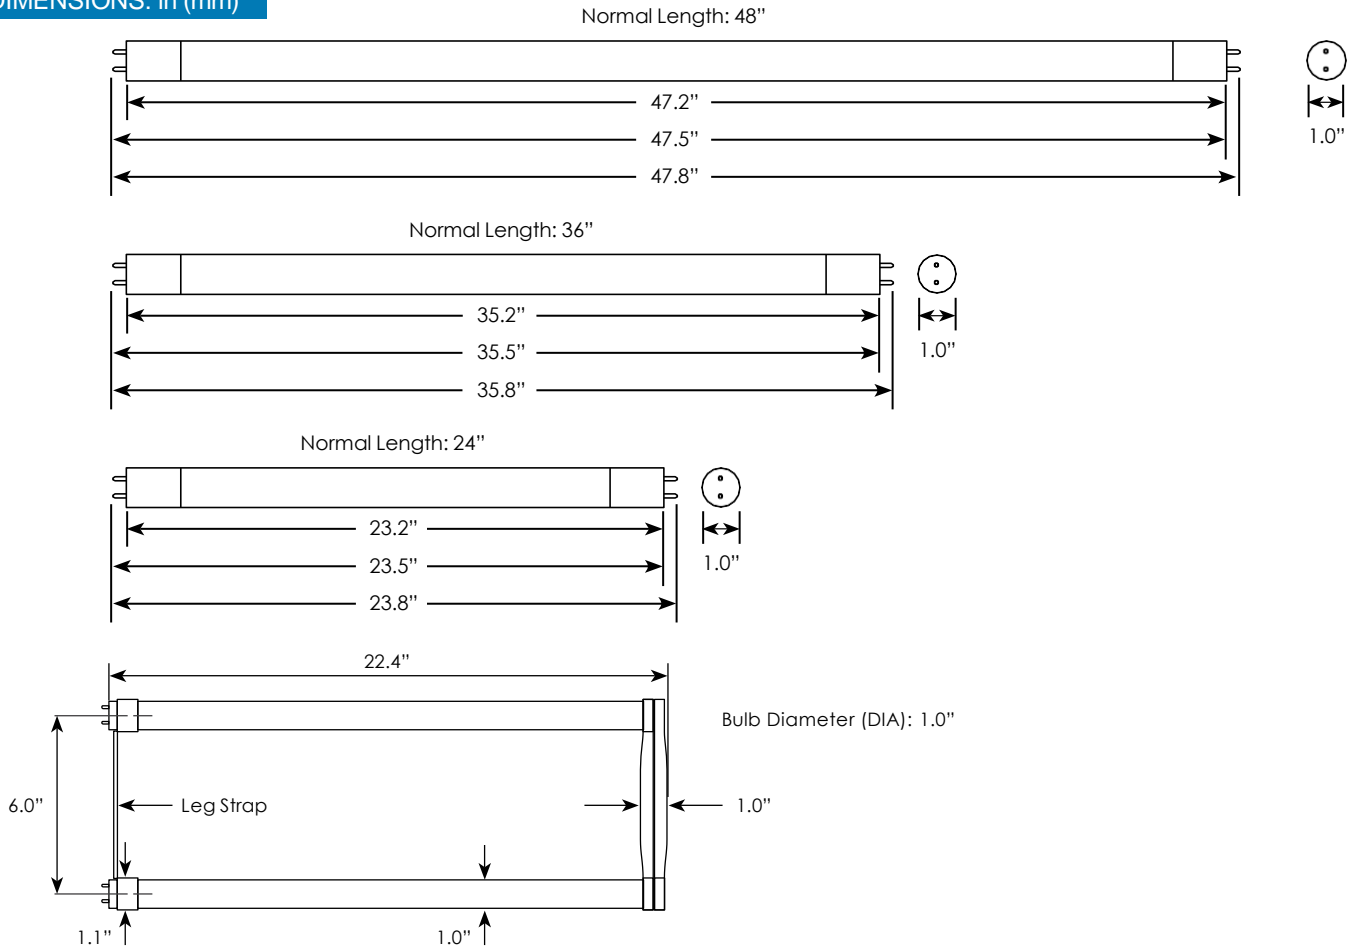 DIMENSIONS: in (mm)
Normal Length: 48”
47.2”
47.5”
47.8”
1.0”
Normal Length: 36”
35.2”
35.5”
35.8”
1.0”
Normal Length: 24”
23.2”
23.5”
23.8”
1.0”
22.4”
Bulb Diameter (DIA): 1.0”
6.0”
Leg Strap
1.0”
1.1”
1.0”